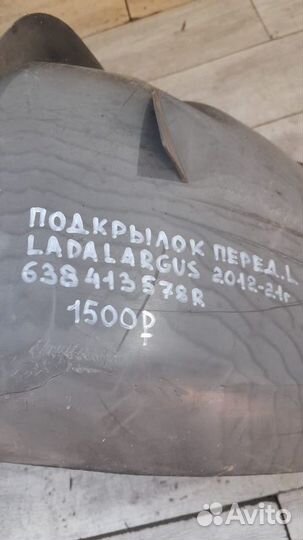 ПОДКРЫЛОК ПЕРЕД.L
LADA LARGUS 2012-21г
638413578R
1500₽
Avito